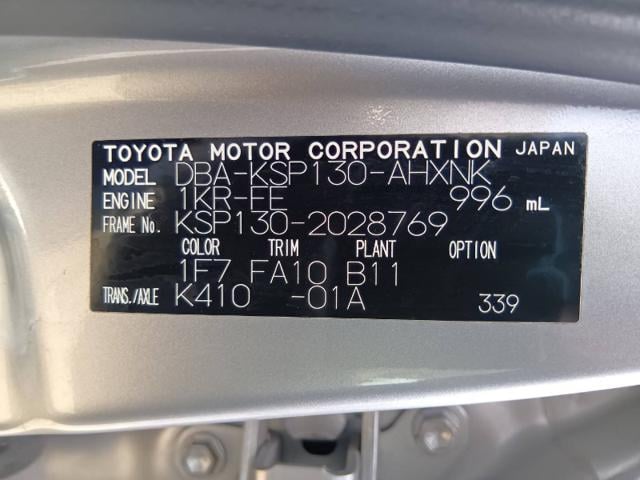 TOYOTA MOTOR CORPORATION JAPAN
MODEL DBA-KSP130-AHXNK
ENGINE 1KR-FE 996 mL
FRAME No. KSP130-2028769
COLOR TRIM PLANT OPTION
1F7 FA10 B11
TRANS./AXLE K410 -01A 339